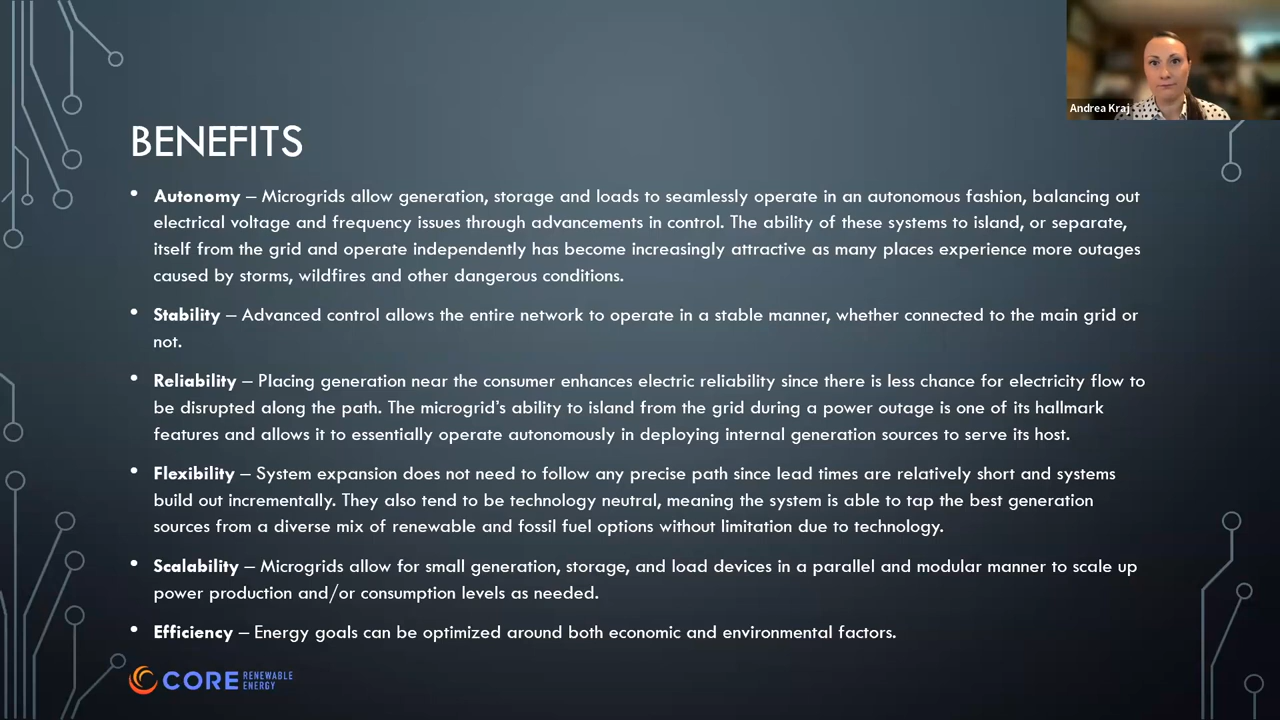 Andrea Kraj
BENEFITS
• Autonomy – Microgrids allow generation, storage and loads to seamlessly operate in an autonomous fashion, balancing out
electrical voltage and frequency issues through advancements in control. The ability of these systems to island, or separate,
itself from the grid and operate independently has become increasingly attractive as many places experience more outages
caused by storms, wildfires and other dangerous conditions.
• Stability – Advanced control allows the entire network to operate in a stable manner, whether connected to the main grid or
not.
• Reliability – Placing generation near the consumer enhances electric reliability since there is less chance for electricity flow to
be disrupted along the path. The microgrid's ability to island from the grid during a power outage is one of its hallmark
features and allows it to essentially operate autonomously in deploying internal generation sources to serve its host.
• Flexibility – System expansion does not need to follow any precise path since lead times are relatively short and systems
build out incrementally. They also tend to be technology neutral, meaning the system is able to tap the best generation
sources from a diverse mix of renewable and fossil fuel options without limitation due to technology.
• Scalability – Microgrids allow for small generation, storage, and load devices in a parallel and modular manner to scale up
power production and/or consumption levels as needed.
• Efficiency – Energy goals can be optimized around both economic and environmental factors.
CORE RENEWABLE
ENERGY